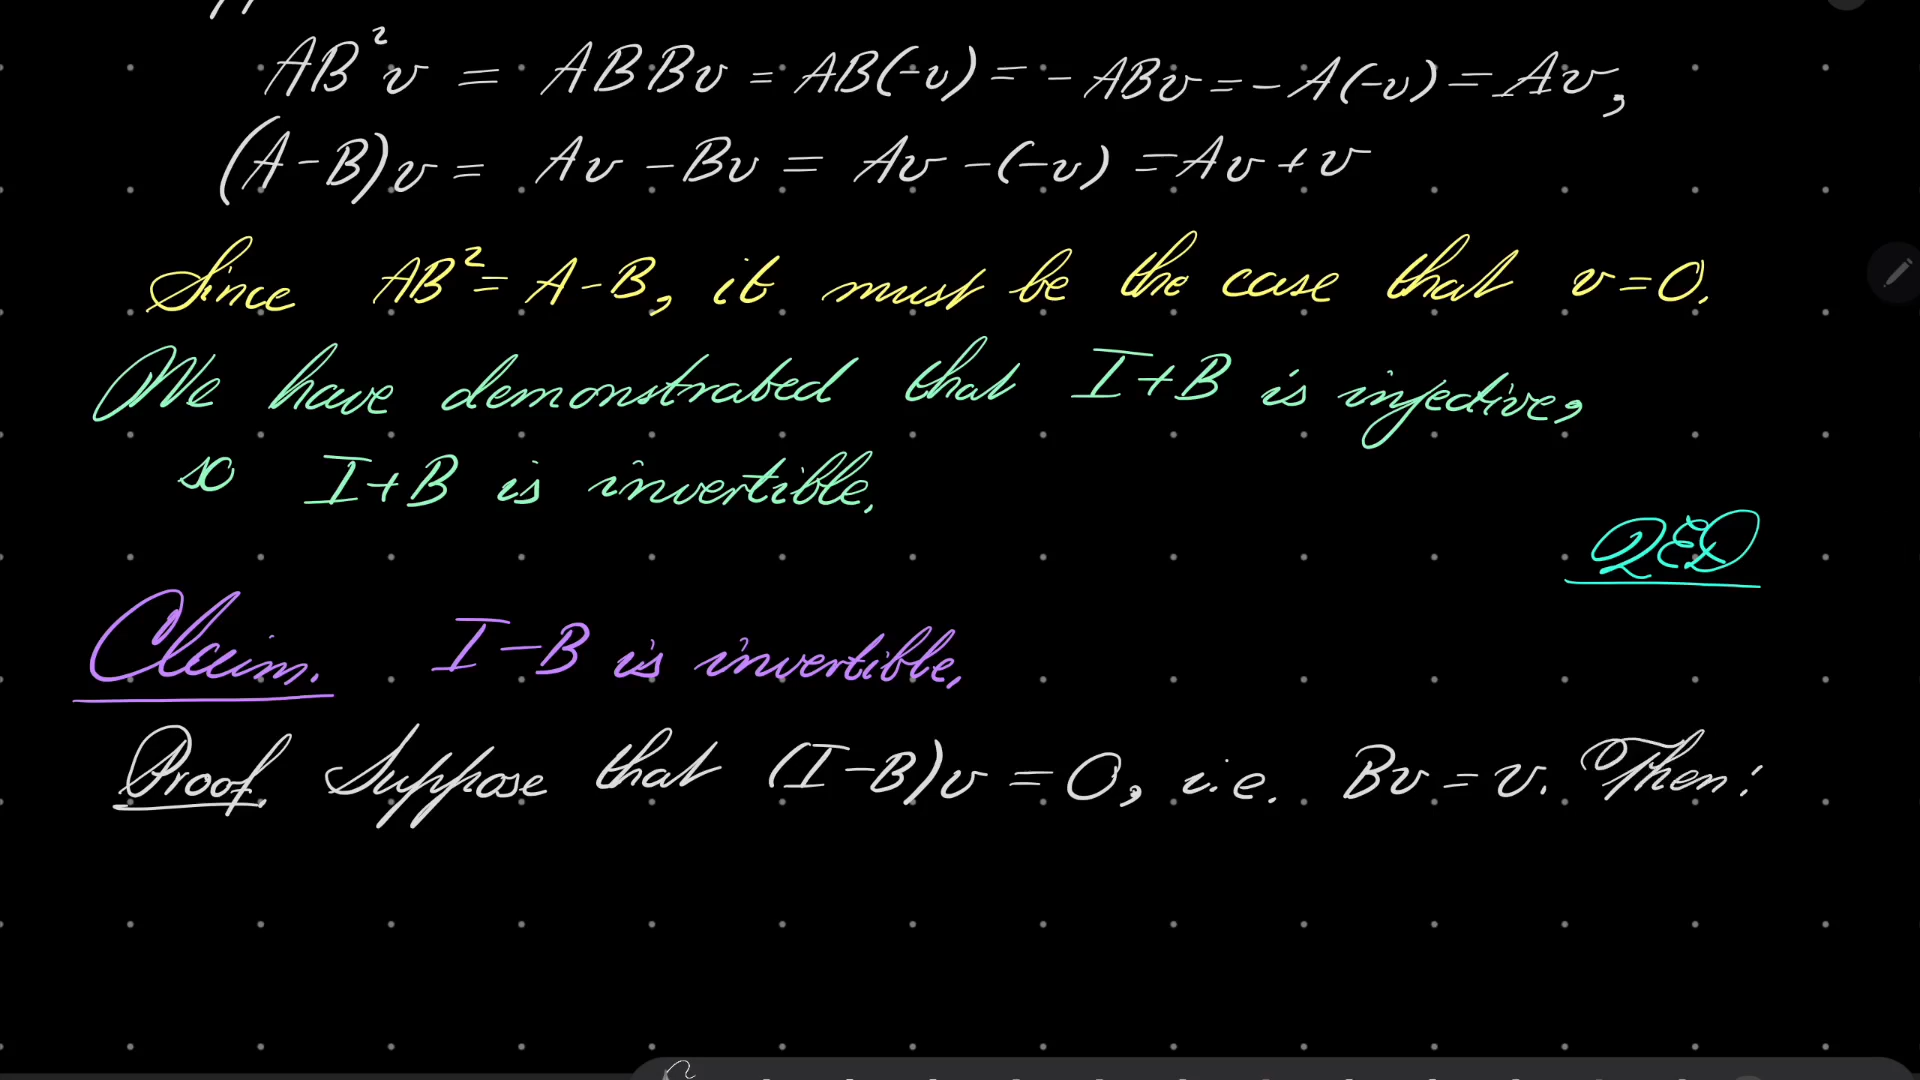 AB²v = ABBv = AB(-v) = -ABv = -A(-v) = Av,
(A-B)v = Av - Bv = Av -(-v) = Av + v
Since AB² = A-B, it must be the case that v=0.
We have demonstrated that I+B is injective,
so I+B is invertible.
QED
Claim. I-B is invertible.
Proof. Suppose that (I-B)v = 0, i.e. Bv = v. Then: